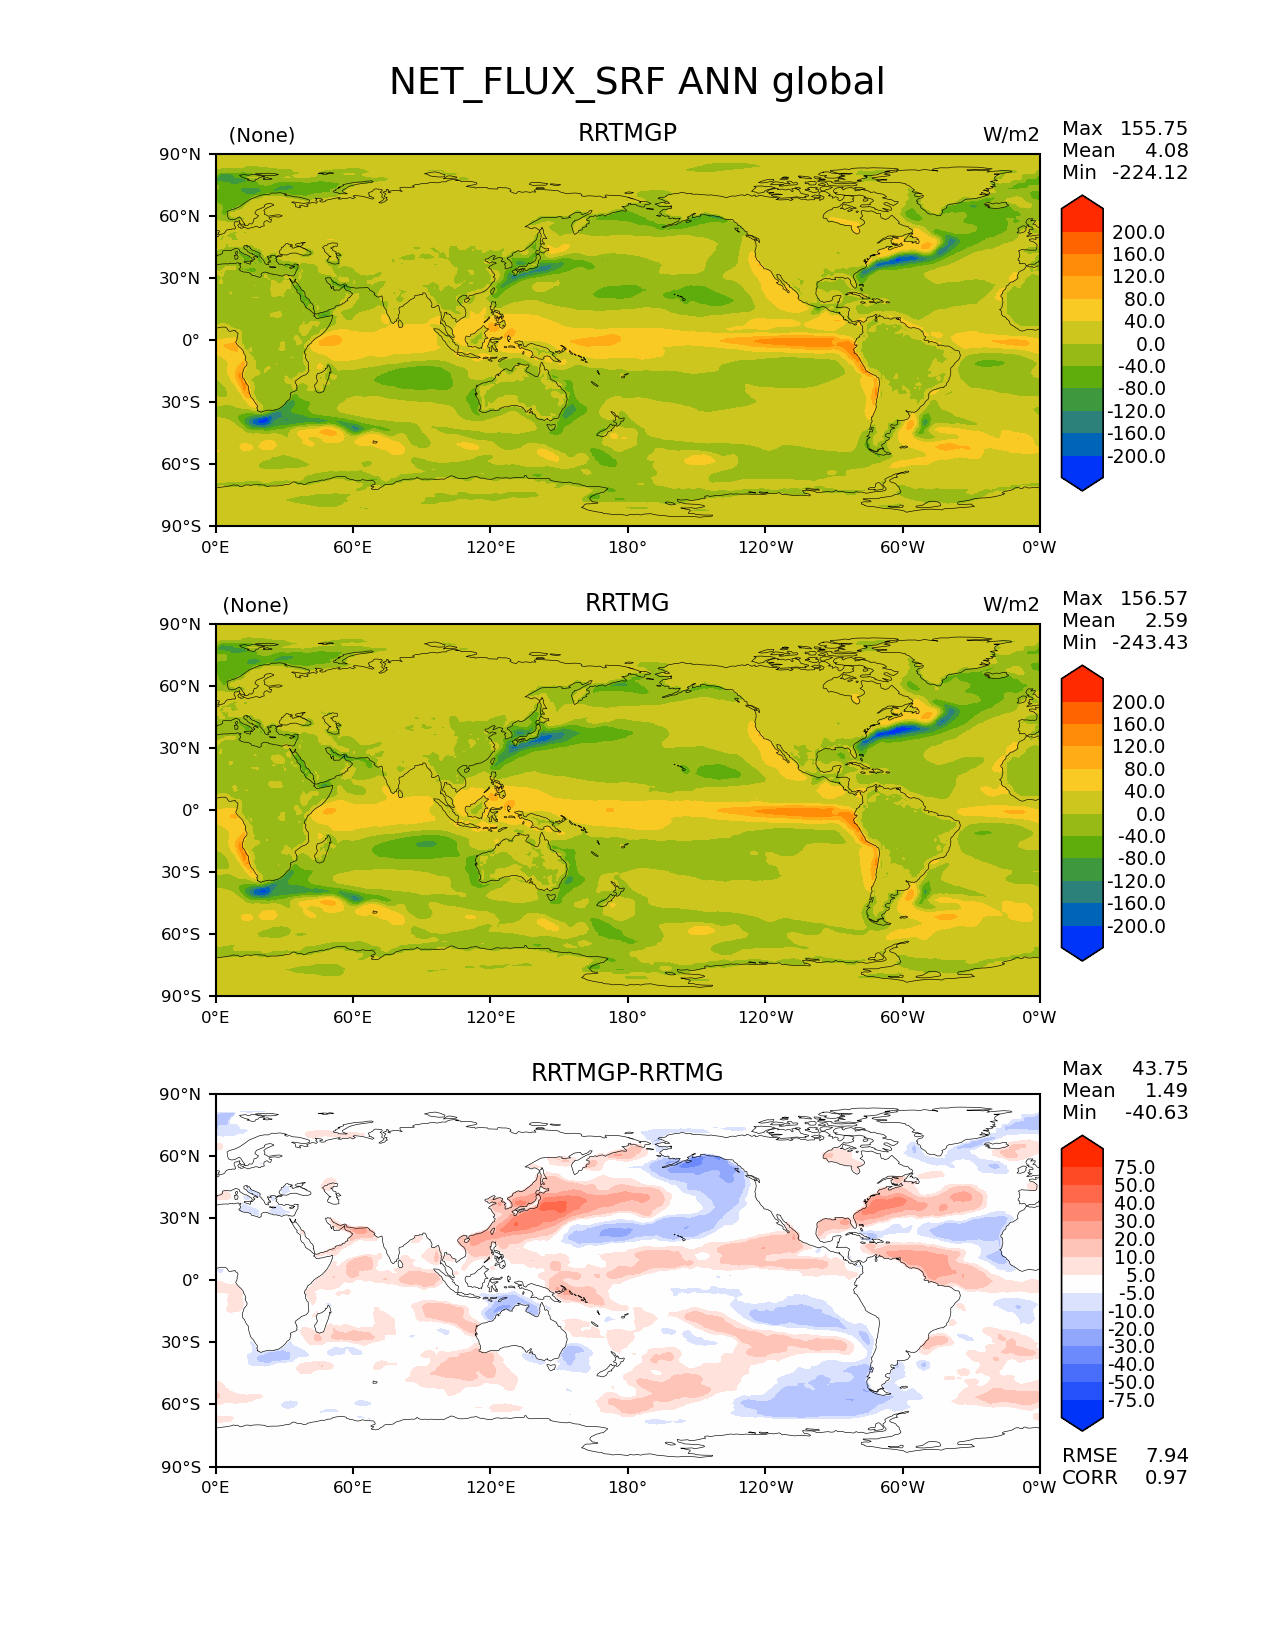 NET_FLUX_SRF ANN global
(None) RRTMGP W/m2
Max 155.75
Mean 4.08
Min -224.12
90°N
60°N
30°N
0°
30°S
60°S
90°S
0°E 60°E 120°E 180° 120°W 60°W 0°W
200.0
160.0
120.0
80.0
40.0
0.0
-40.0
-80.0
-120.0
-160.0
-200.0
(None) RRTMG W/m2
Max 156.57
Mean 2.59
Min -243.43
90°N
60°N
30°N
0°
30°S
60°S
90°S
0°E 60°E 120°E 180° 120°W 60°W 0°W
200.0
160.0
120.0
80.0
40.0
0.0
-40.0
-80.0
-120.0
-160.0
-200.0
RRTMGP-RRTMG
Max 43.75
Mean 1.49
Min -40.63
90°N
60°N
30°N
0°
30°S
60°S
90°S
0°E 60°E 120°E 180° 120°W 60°W 0°W
75.0
50.0
40.0
30.0
20.0
10.0
5.0
-5.0
-10.0
-20.0
-30.0
-40.0
-50.0
-75.0
RMSE 7.94
CORR 0.97